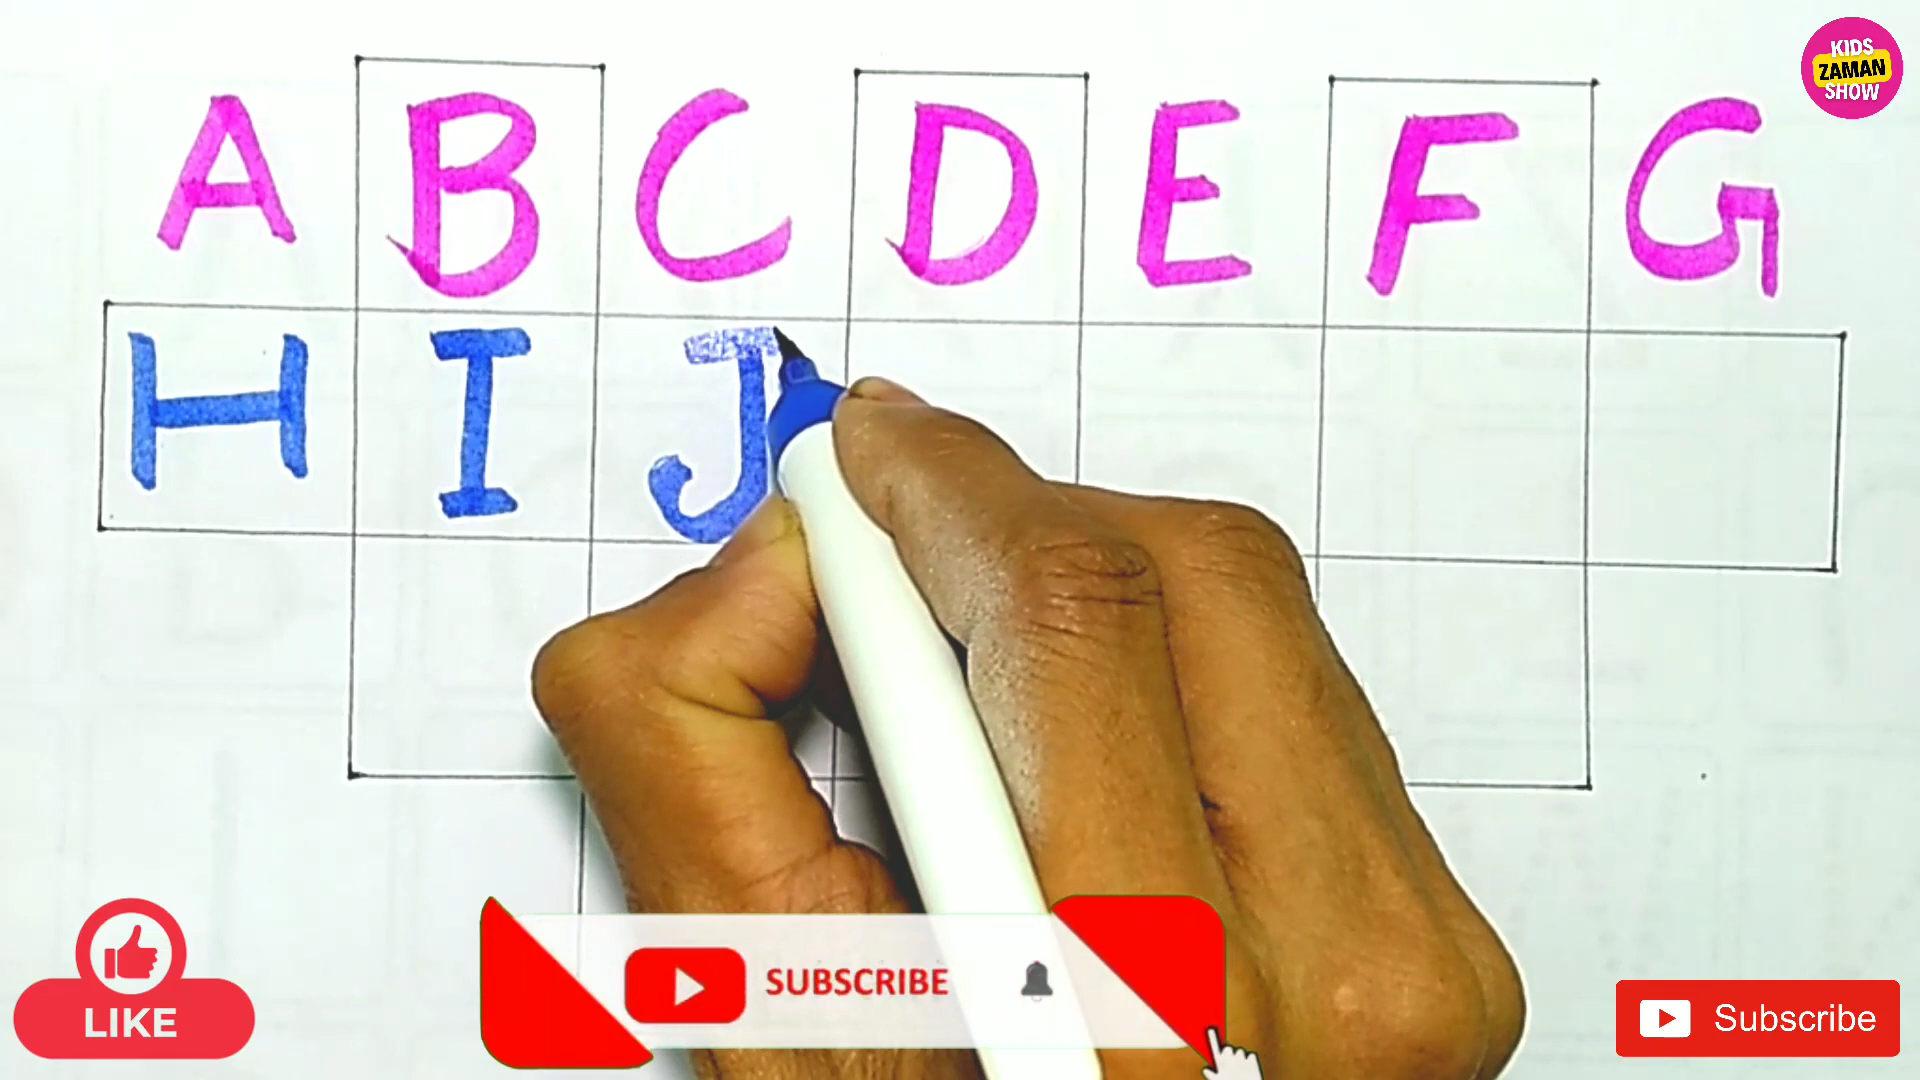 KIDS
ZAMAN
SHOW
A B C D E F G
H I J
LIKE
SUBSCRIBE
Subscribe